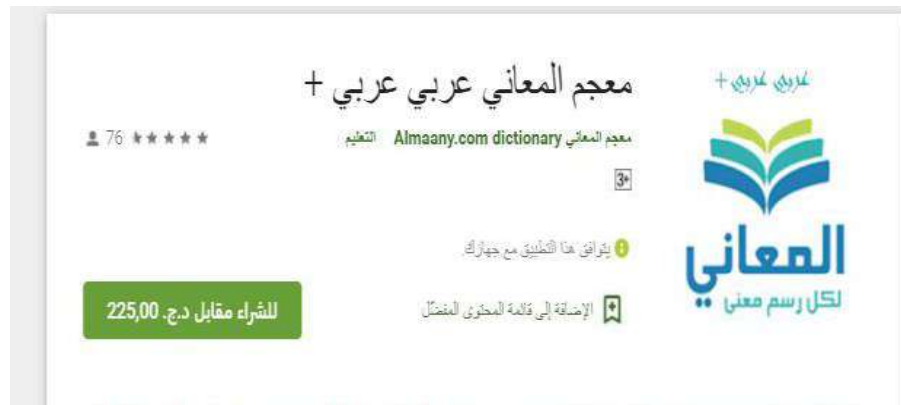 عربي عربي +
معجم المعاني عربي عربي +
معجم المعاني Almaany.com dictionary التعليم
76
3+
يتوافق هذا التطبيق مع جهازك.
المعاني
لكل رسم معنى
الإضافة إلى قائمة المحتوى المفضّل
للشراء مقابل د.ج. 225,00